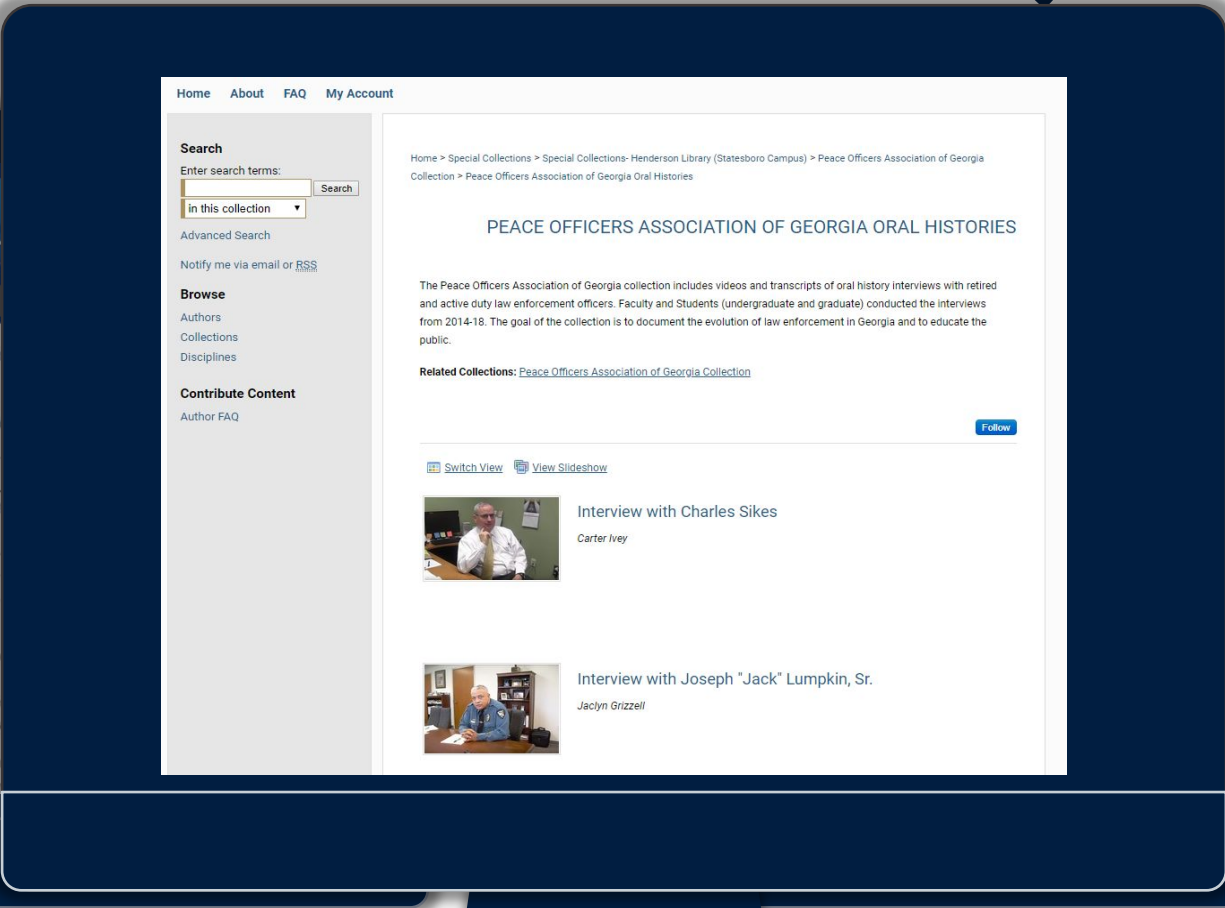 Home About FAQ My Account
Search
Enter search terms:
Search
in this collection
Advanced Search
Notify me via email or RSS
Browse
Authors
Collections
Disciplines
Contribute Content
Author FAQ
Home > Special Collections > Special Collections- Henderson Library (Statesboro Campus) > Peace Officers Association of Georgia
Collection > Peace Officers Association of Georgia Oral Histories
PEACE OFFICERS ASSOCIATION OF GEORGIA ORAL HISTORIES
The Peace Officers Association of Georgia collection includes videos and transcripts of oral history interviews with retired
and active duty law enforcement officers. Faculty and Students (undergraduate and graduate) conducted the interviews
from 2014-18. The goal of the collection is to document the evolution of law enforcement in Georgia and to educate the
public.
Related Collections: Peace Officers Association of Georgia Collection
Follow
Switch View View Slideshow
Interview with Charles Sikes
Carter Ivey
Interview with Joseph "Jack" Lumpkin, Sr.
Jaclyn Grizzell